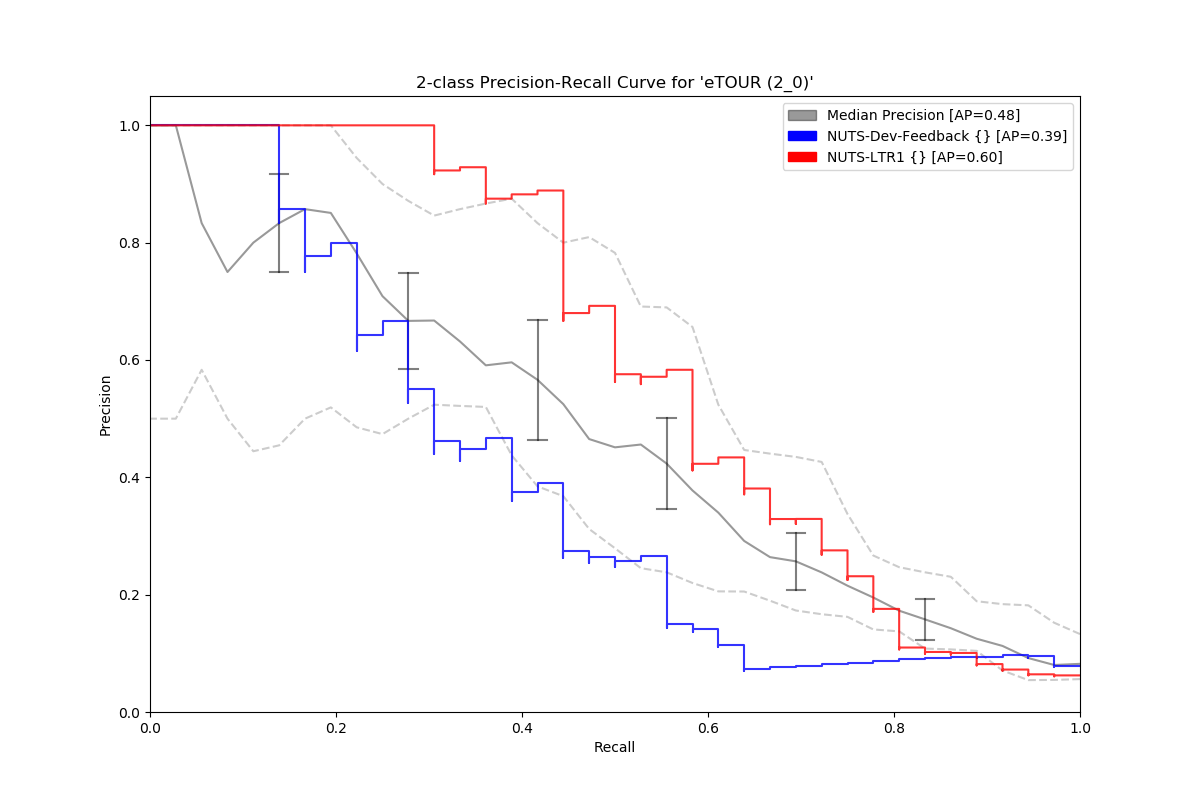 2-class Precision-Recall Curve for 'eTOUR (2_0)'
Median Precision [AP=0.48]
NUTS-Dev-Feedback {} [AP=0.39]
NUTS-LTR1 {} [AP=0.60]
1.0
0.8
0.6
0.4
0.2
0.0
Precision
0.0 0.2 0.4 0.6 0.8 1.0
Recall